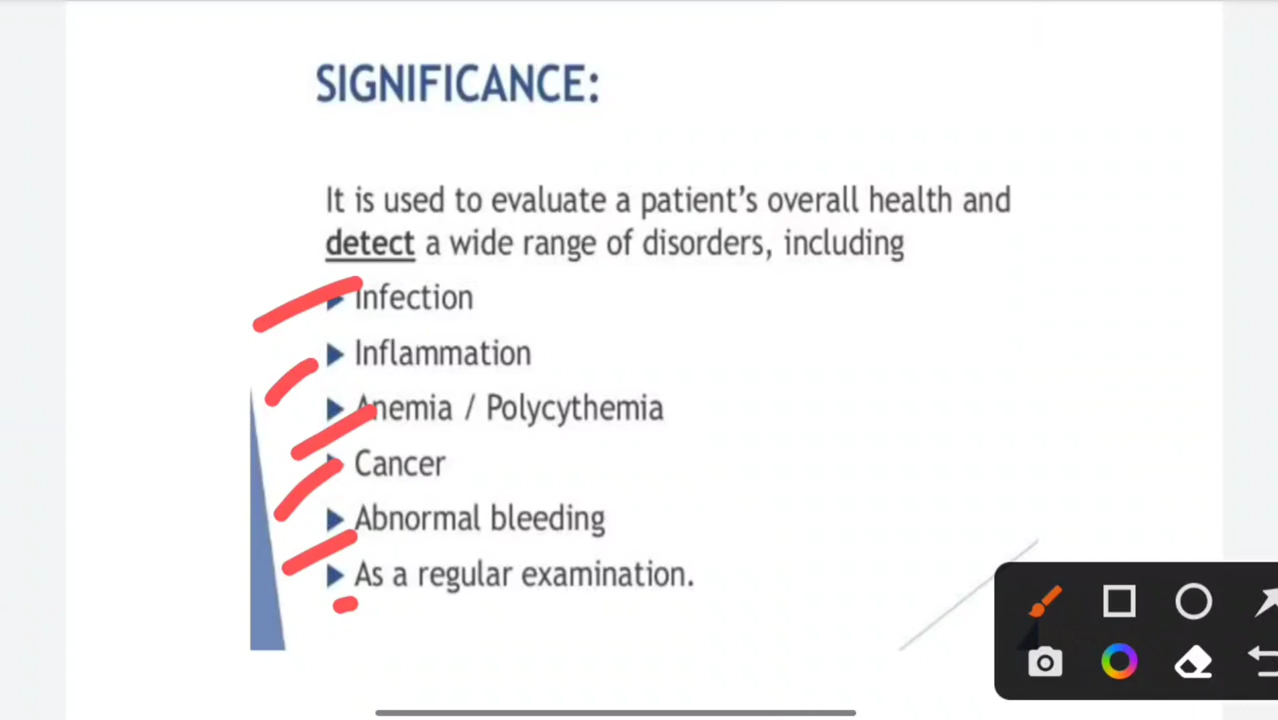 SIGNIFICANCE:
It is used to evaluate a patient's overall health and
detect a wide range of disorders, including
Infection
Inflammation
Anemia / Polycythemia
Cancer
Abnormal bleeding
As a regular examination.